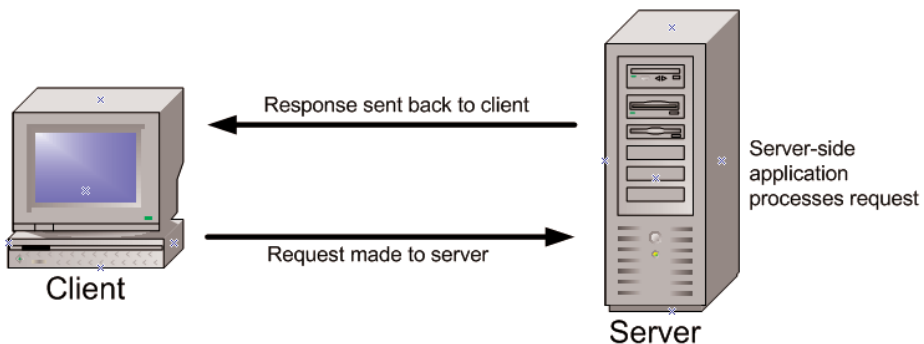 Response sent back to client
Server-side
application
processes request
Request made to server
Client
Server